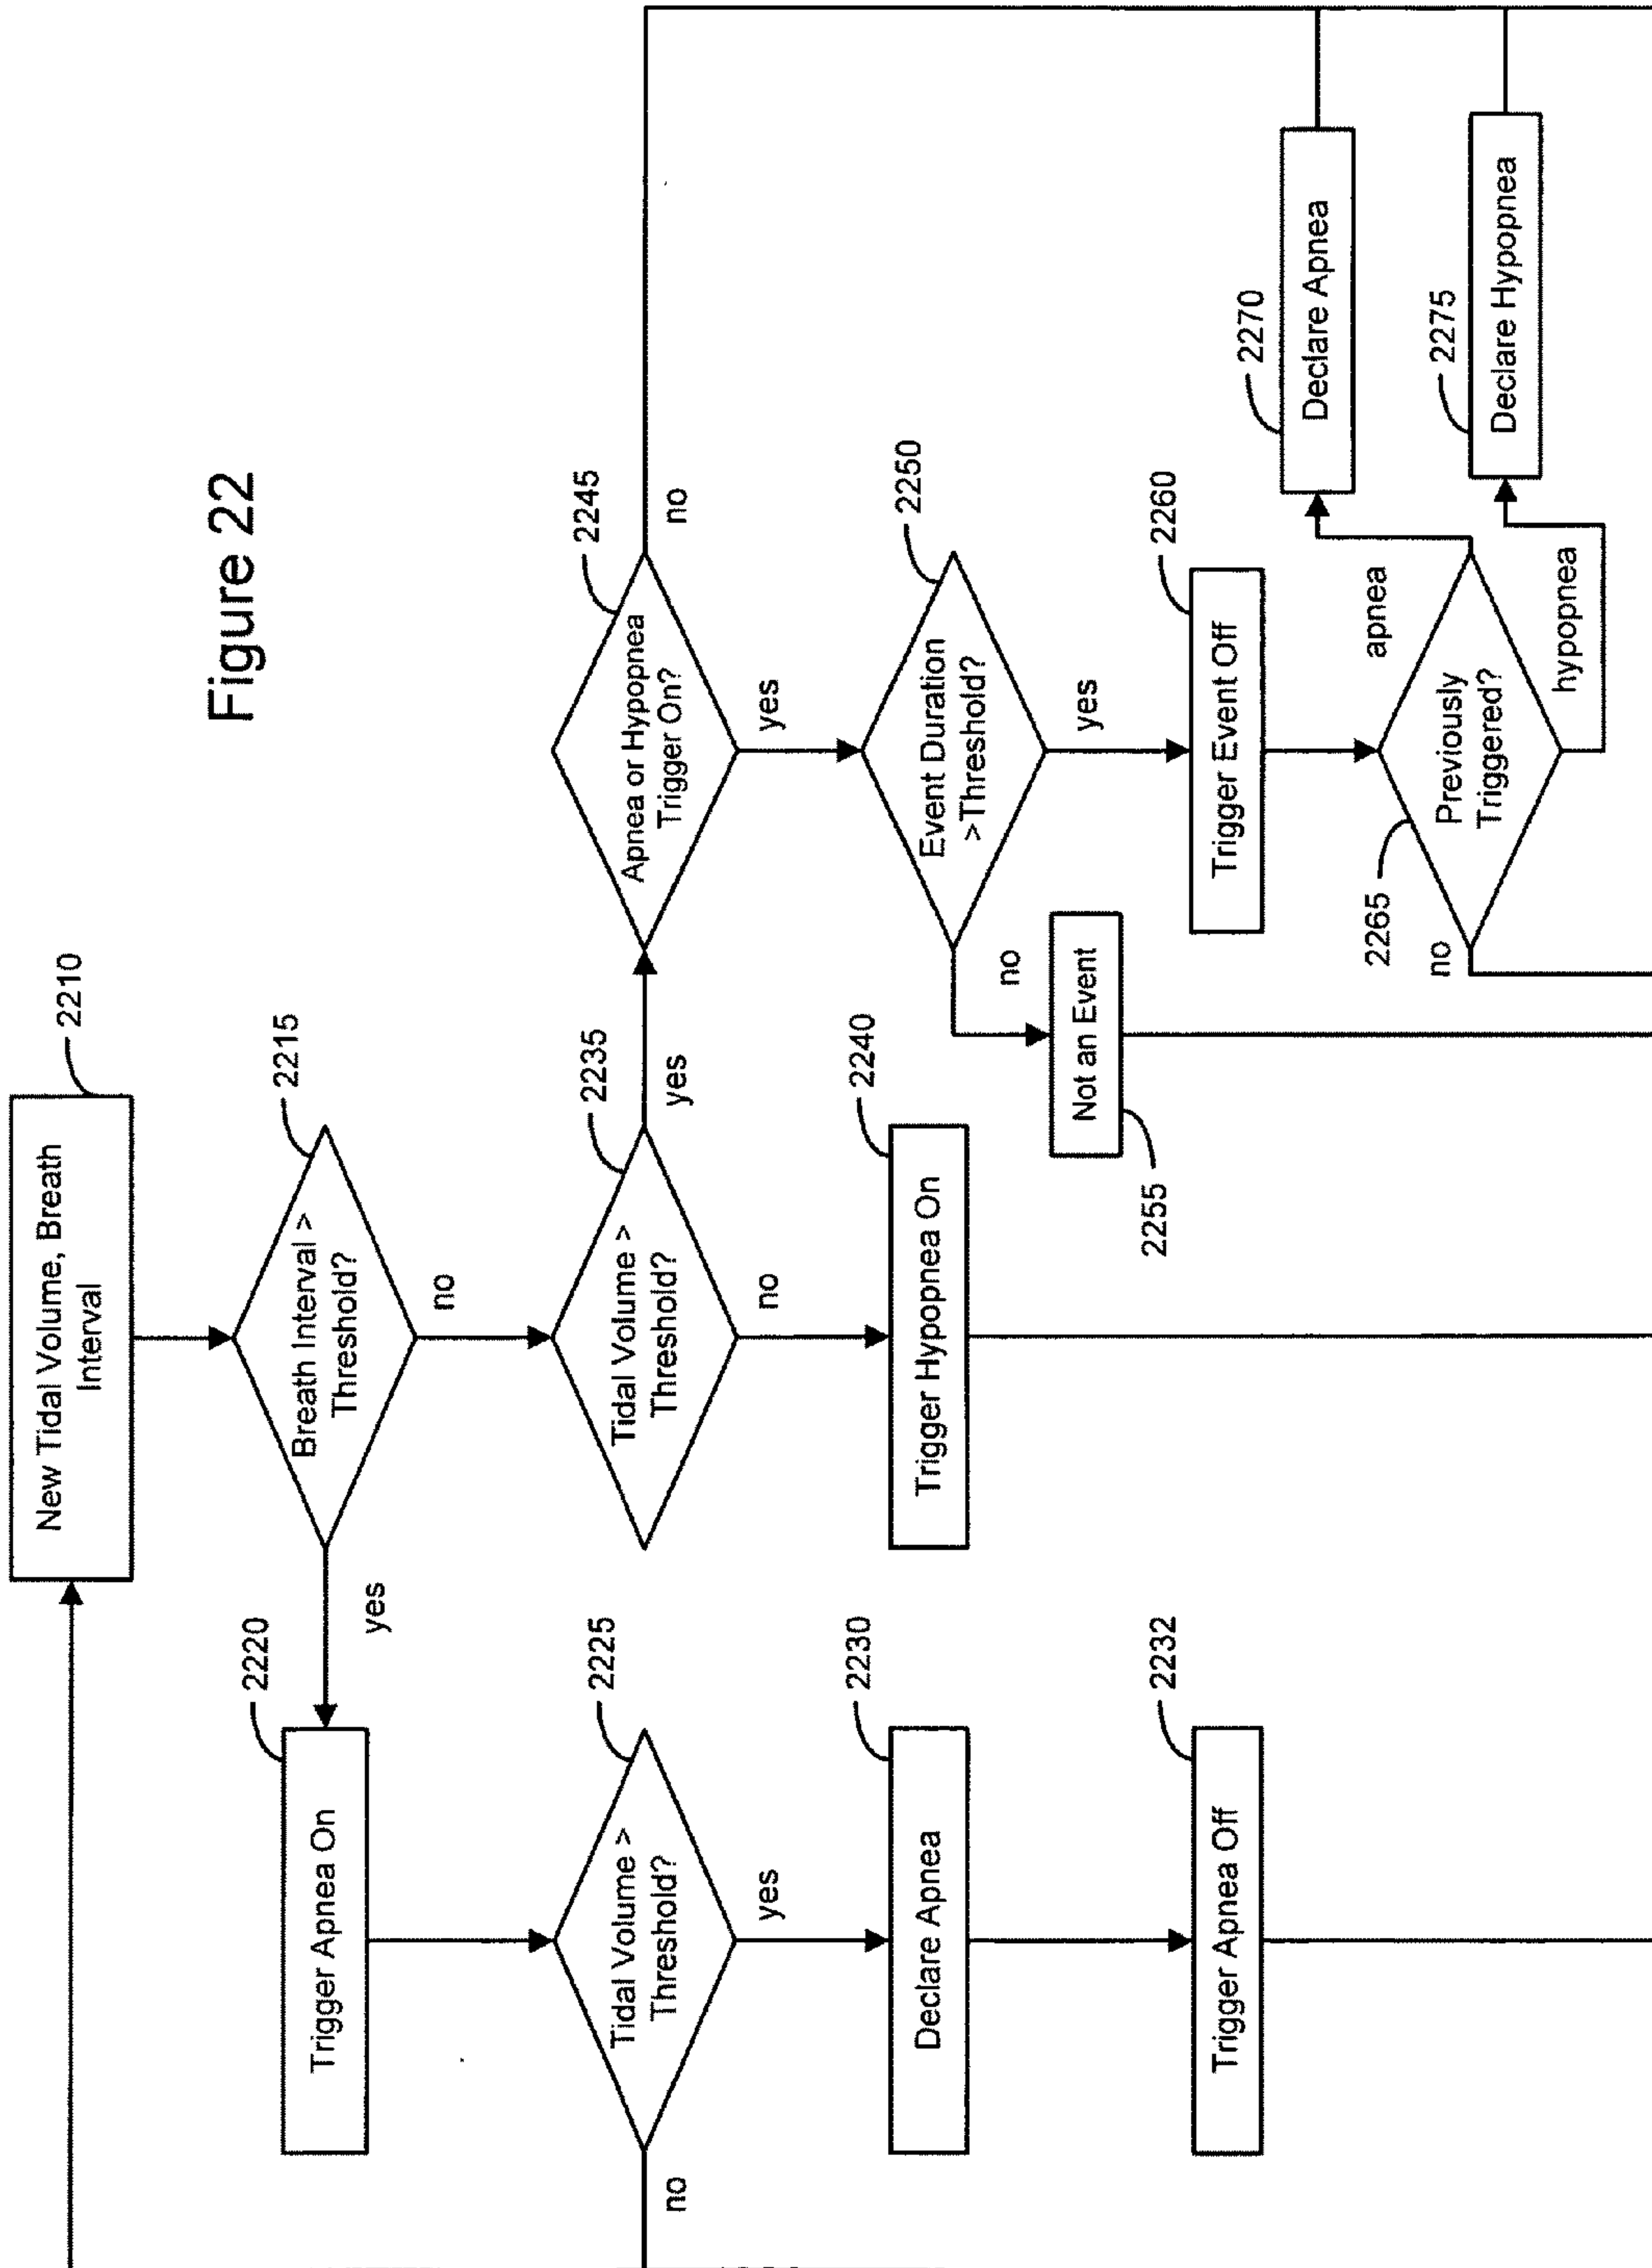 Figure 22
New Tidal Volume, Breath
Interval
2210
Breath Interval >
Threshold?
2215
yes
no
Trigger Apnea On
2220
Tidal Volume >
Threshold?
2225
no
yes
Declare Apnea
2230
Trigger Apnea Off
2232
Tidal Volume >
Threshold?
2235
yes
no
Trigger Hypopnea On
2240
Apnea or Hypopnea
Trigger On?
2245
no
yes
Event Duration
>Threshold?
2250
no
yes
Not an Event
2255
Trigger Event Off
2260
Previously
Triggered?
2265
no
apnea
hypopnea
Declare Apnea
2270
Declare Hypopnea
2275